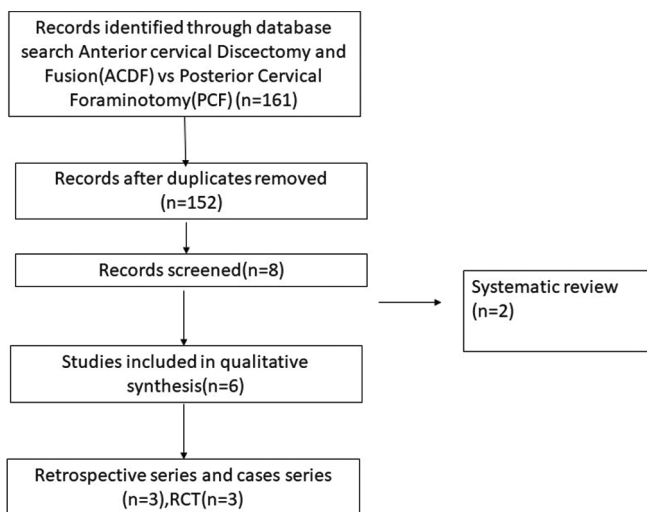 Records identified through database
search Anterior cervical Discectomy and
Fusion(ACDF) vs Posterior Cervical
Foraminotomy(PCF) (n=161)
Records after duplicates removed
(n=152)
Records screened(n=8)
Systematic review
(n=2)
Studies included in qualitative
synthesis(n=6)
Retrospective series and cases series
(n=3),RCT(n=3)